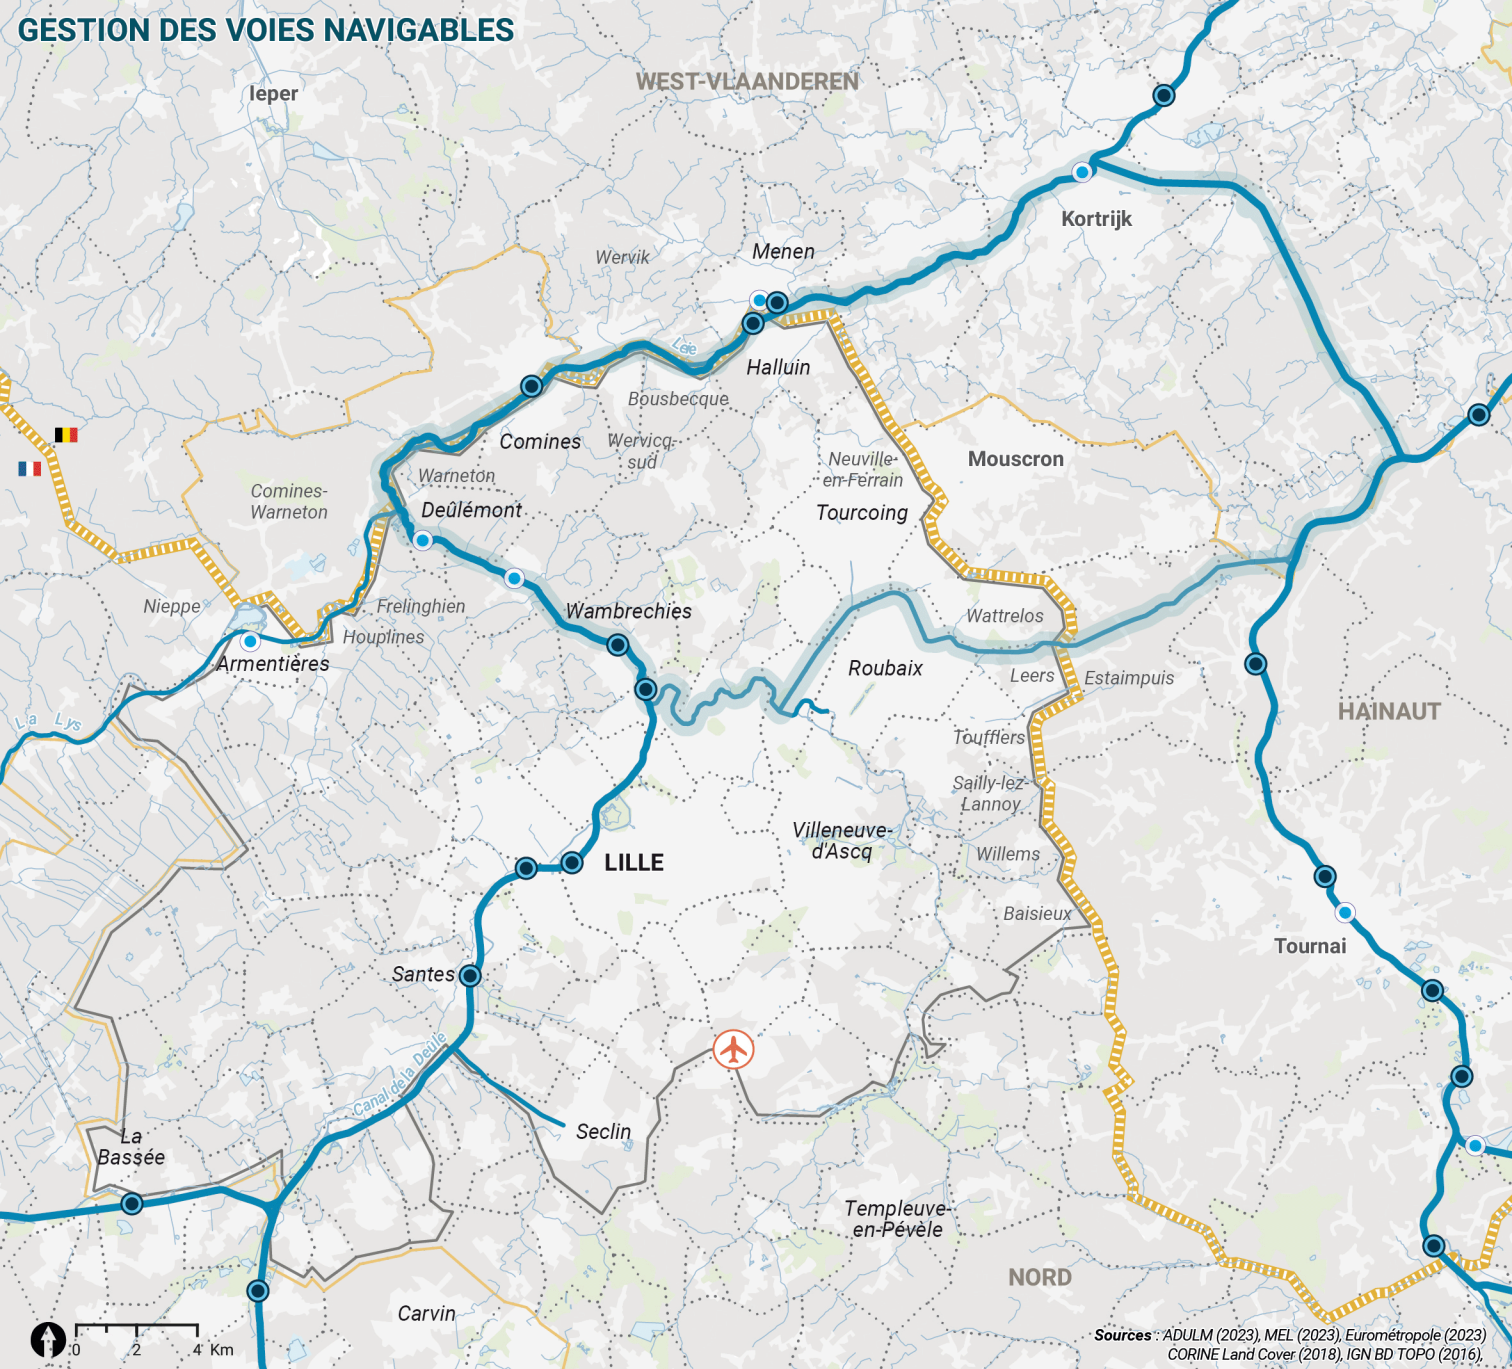 GESTION DES VOIES NAVIGABLES
WEST-VLAANDEREN
Ieper
Kortrijk
Menen
Wervik
Leie
Halluin
Bousbecque
Comines
Wervicq-
sud
Neuville-
en-Ferrain
Mouscron
Warneton
Comines-
Warneton
Deûlémont
Tourcoing
Nieppe
Frelinghien
Wambrechies
Wattrelos
Houplines
Armentières
Roubaix
Leers
Estaimpuis
HAINAUT
La Lys
Toufflers
Sailly-lez-
Lannoy
Villeneuve-
d'Ascq
Willems
LILLE
Baisieux
Tournai
Santes
Canal de la Deûle
La
Bassée
Seclin
Templeuve-
en-Pévèle
NORD
Carvin
0 2 4 Km
Sources : ADULM (2023), MEL (2023), Eurométropole (2023)
CORINE Land Cover (2018), IGN BD TOPO (2016),